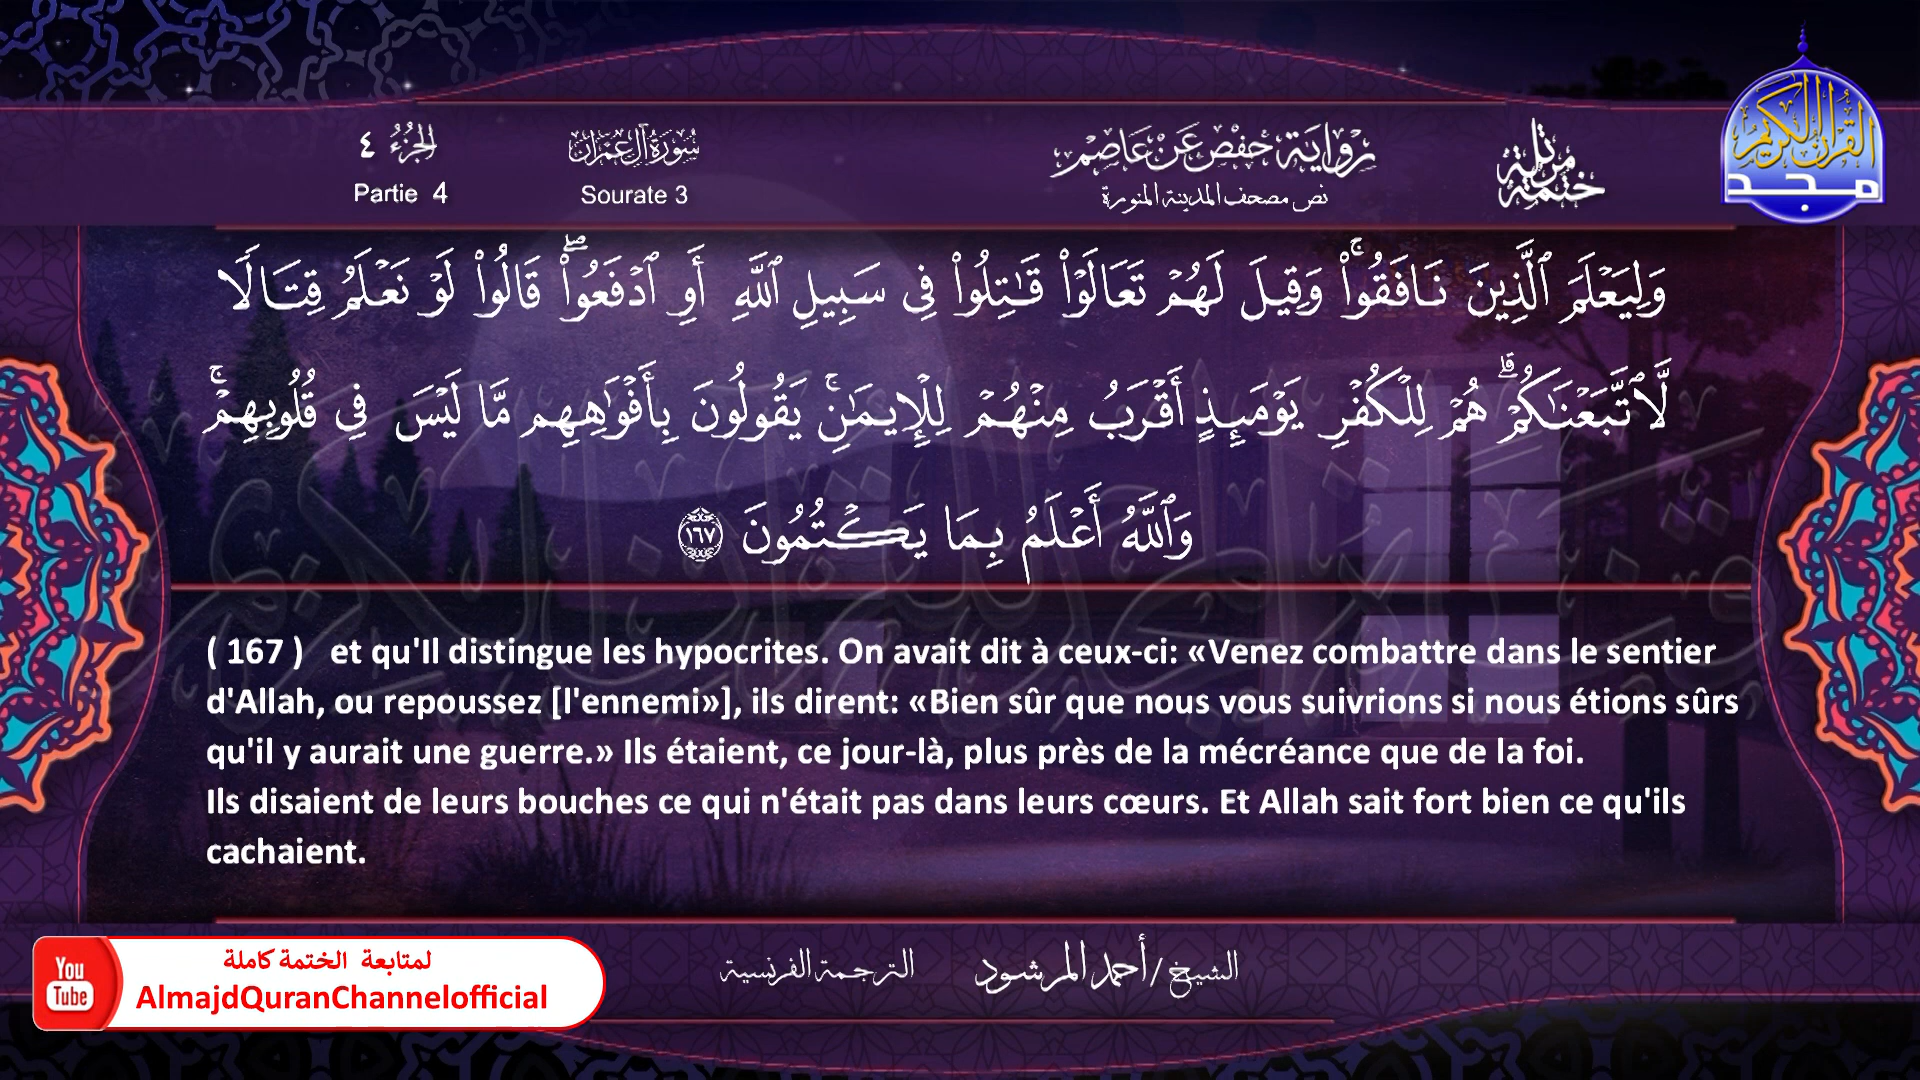 الجزء ٤
Partie 4
سورة آل عمران
Sourate 3
رواية حفص عن عاصم
نص مصحف المدينة المنورة
ختمة مرتلة
القرآن الكريم
مجد
وَلِيَعْلَمَ ٱلَّذِينَ نَافَقُوا۟ۚ وَقِيلَ لَهُمْ تَعَالَوْا۟ قَـٰتِلُوا۟ فِى سَبِيلِ ٱللَّهِ أَوِ ٱدْفَعُوا۟ۖ قَالُوا۟ لَوْ نَعْلَمُ قِتَالًا
لَّٱتَّبَعْنَـٰكُمْۗ هُمْ لِلْكُفْرِ يَوْمَئِذٍ أَقْرَبُ مِنْهُمْ لِلْإِيمَـٰنِۚ يَقُولُونَ بِأَفْوَٰهِهِم مَّا لَيْسَ فِى قُلُوبِهِمْۚ
وَٱللَّهُ أَعْلَمُ بِمَا يَكْتُمُونَ ١٦٧
( 167 ) et qu'Il distingue les hypocrites. On avait dit à ceux-ci: «Venez combattre dans le sentier
d'Allah, ou repoussez [l'ennemi»], ils dirent: «Bien sûr que nous vous suivrions si nous étions sûrs
qu'il y aurait une guerre.» Ils étaient, ce jour-là, plus près de la mécréance que de la foi.
Ils disaient de leurs bouches ce qui n'était pas dans leurs cœurs. Et Allah sait fort bien ce qu'ils
cachaient.
You
Tube
لمتابعة الختمة كاملة
AlmajdQuranChannelofficial
الشيخ / أحمد المرشود
الترجمة الفرنسية